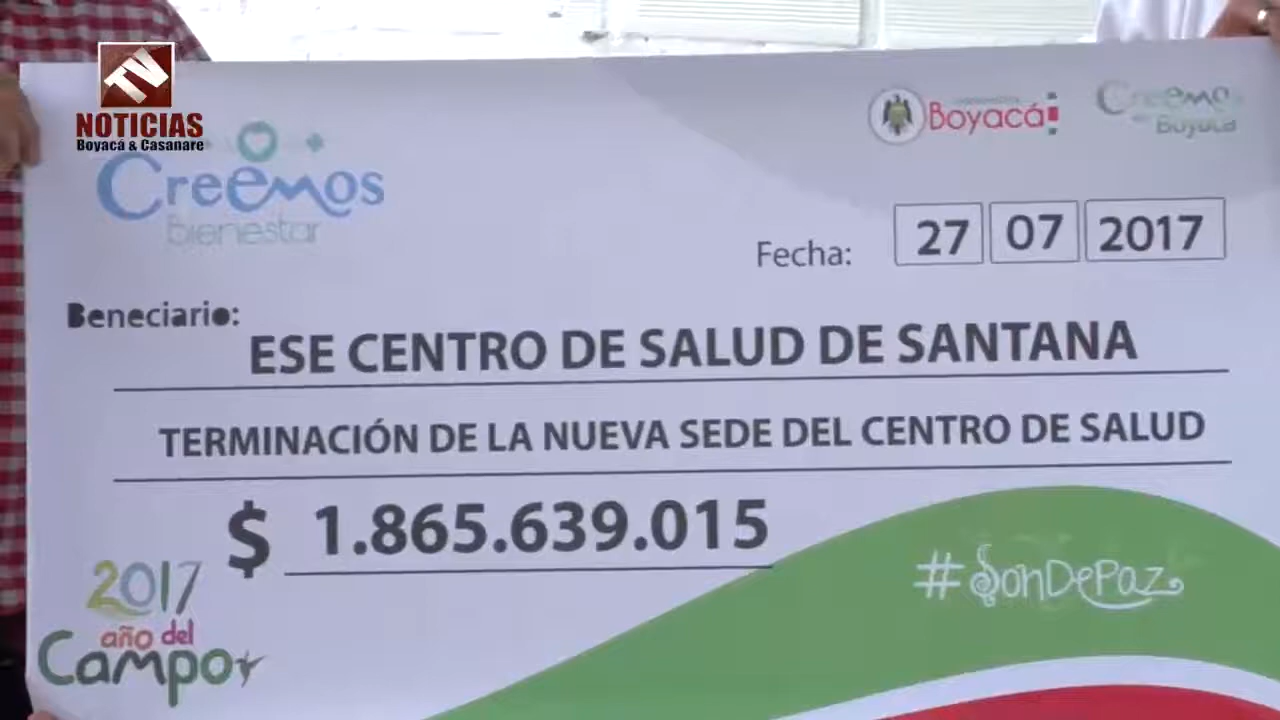 TV
NOTICIAS
Boyacá & Casanare
Creemos
Bienestar
Boyacá
Creemos
Boyacá
Fecha: 27 07 2017
Beneciario:
ESE CENTRO DE SALUD DE SANTANA
TERMINACIÓN DE LA NUEVA SEDE DEL CENTRO DE SALUD
$ 1.865.639.015
#SonDePaz
2017
año del
Campo